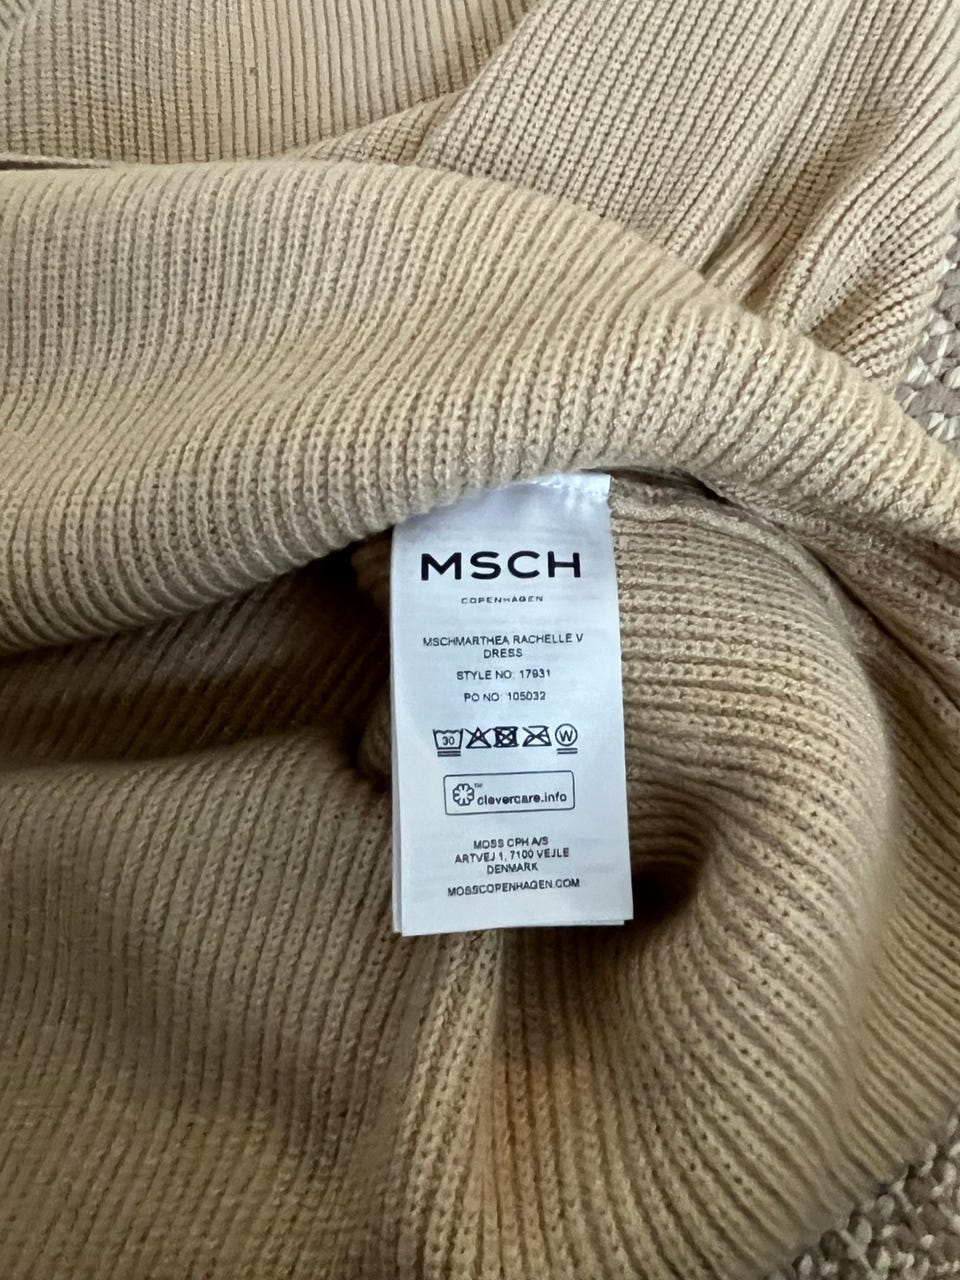 MSCH
COPENHAGEN
MSCHMARTHEA RACHELLE V
DRESS
STYLE NO: 17931
PO NO: 105032
30 W
™ clevercare.info
MOSS CPH A/S
ARTVEJ 1, 7100 VEJLE
DENMARK
MOSSCOPENHAGEN.COM